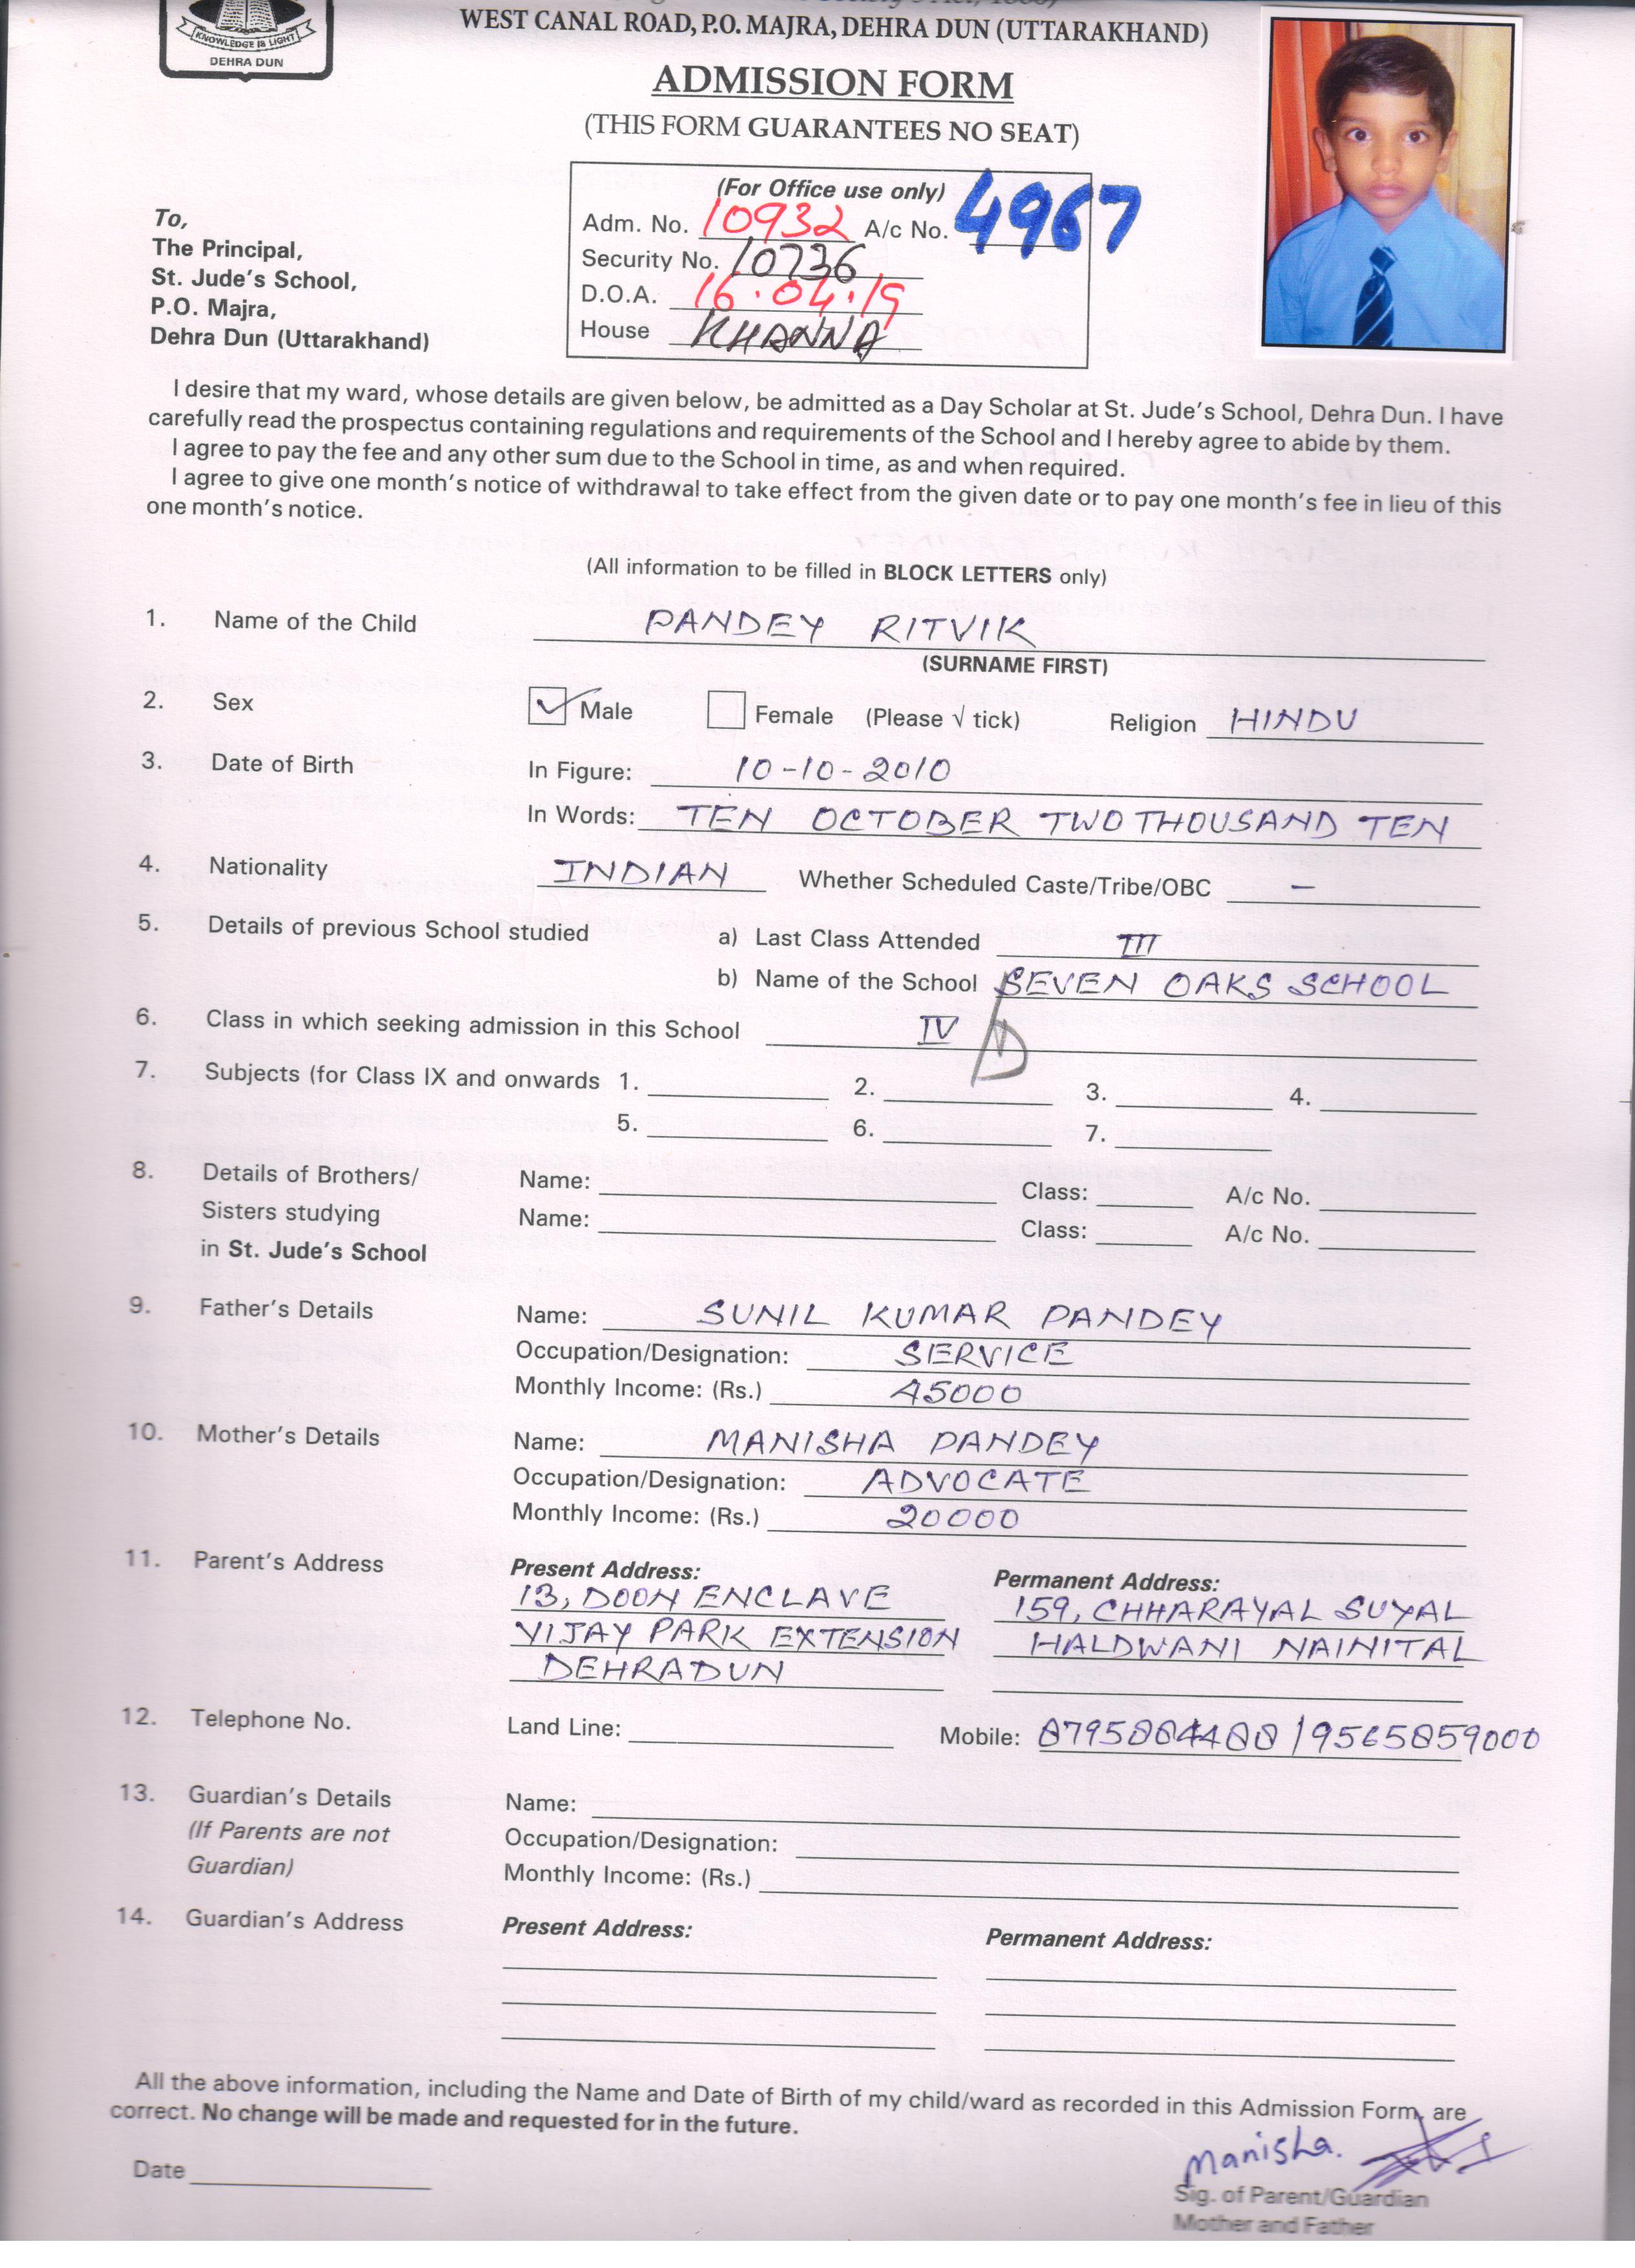 KNOWLEDGE IS LIGHT
DEHRA DUN
WEST CANAL ROAD, P.O. MAJRA, DEHRA DUN (UTTARAKHAND)
ADMISSION FORM
(THIS FORM GUARANTEES NO SEAT)
(For Office use only)
Adm. No. 10932 A/c No. 4967
Security No. 10736
D.O.A. 16.04.19
House KHANNA
To,
The Principal,
St. Jude's School,
P.O. Majra,
Dehra Dun (Uttarakhand)
I desire that my ward, whose details are given below, be admitted as a Day Scholar at St. Jude's School, Dehra Dun. I have
carefully read the prospectus containing regulations and requirements of the School and I hereby agree to abide by them.
I agree to pay the fee and any other sum due to the School in time, as and when required.
I agree to give one month's notice of withdrawal to take effect from the given date or to pay one month's fee in lieu of this
one month's notice.
(All information to be filled in BLOCK LETTERS only)
1. Name of the Child PANDEY RITVIK
(SURNAME FIRST)
2. Sex ✓ Male Female (Please √ tick) Religion HINDU
3. Date of Birth In Figure: 10-10-2010
In Words: TEN OCTOBER TWO THOUSAND TEN
4. Nationality INDIAN Whether Scheduled Caste/Tribe/OBC –
5. Details of previous School studied a) Last Class Attended III
b) Name of the School SEVEN OAKS SCHOOL
6. Class in which seeking admission in this School IV D
7. Subjects (for Class IX and onwards 1. 2. 3. 4.
5. 6. 7.
8. Details of Brothers/ Name: Class: A/c No.
Sisters studying Name: Class: A/c No.
in St. Jude's School
9. Father's Details Name: SUNIL KUMAR PANDEY
Occupation/Designation: SERVICE
Monthly Income: (Rs.) 45000
10. Mother's Details Name: MANISHA PANDEY
Occupation/Designation: ADVOCATE
Monthly Income: (Rs.) 20000
11. Parent's Address Present Address: Permanent Address:
13, DOON ENCLAVE 159, CHHARAYAL SUYAL
VIJAY PARK EXTENSION HALDWANI NAINITAL
DEHRADUN
12. Telephone No. Land Line: Mobile: 8795884488 / 9565859000
13. Guardian's Details Name:
(If Parents are not Occupation/Designation:
Guardian) Monthly Income: (Rs.)
14. Guardian's Address Present Address: Permanent Address:
All the above information, including the Name and Date of Birth of my child/ward as recorded in this Admission Form, are
correct. No change will be made and requested for in the future.
Manisha.
Date Sig. of Parent/Guardian
Mother and Father